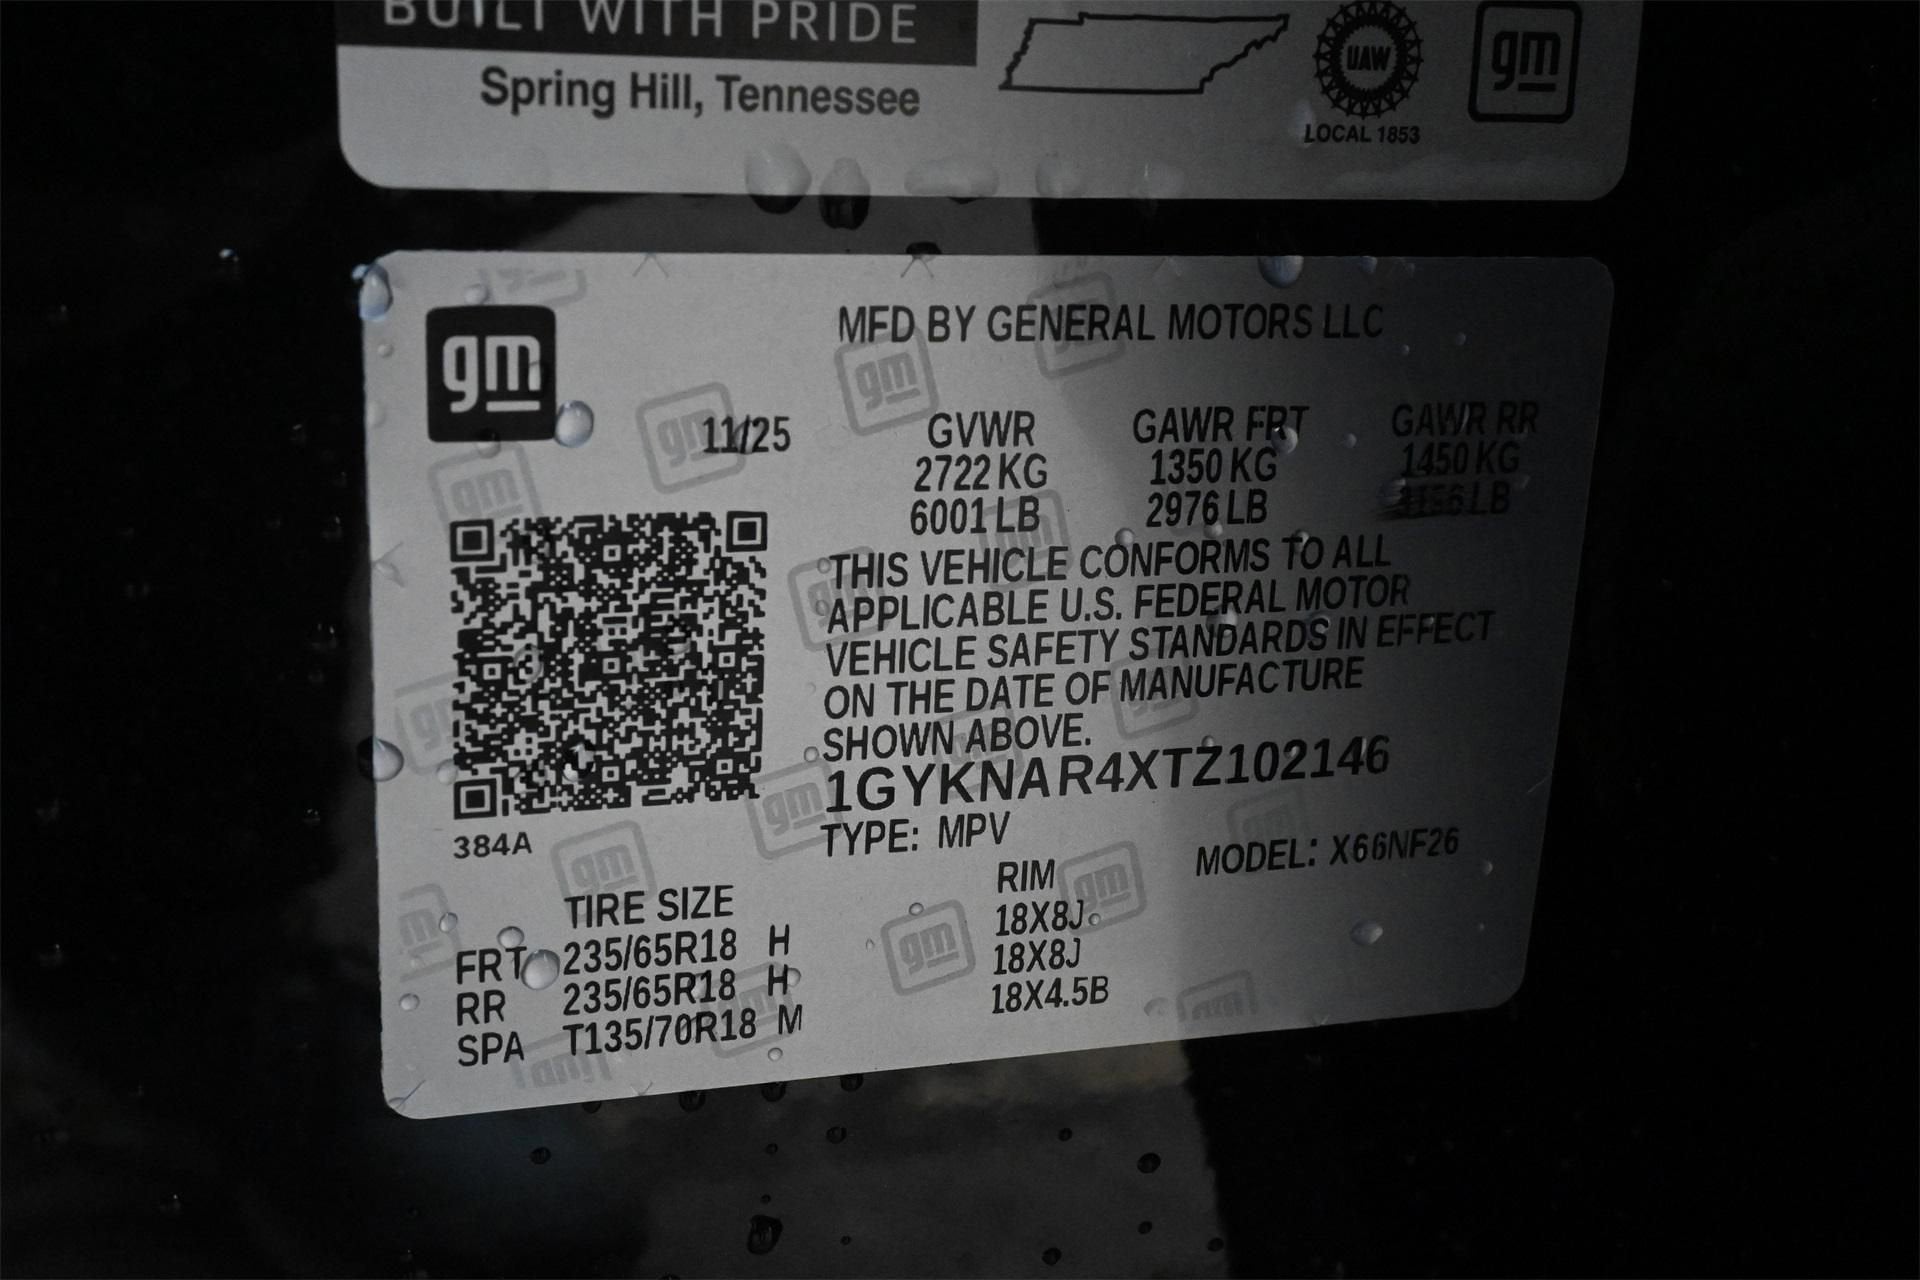 BUILT WITH PRIDE
Spring Hill, Tennessee
UAW
LOCAL 1853
gm
gm
MFD BY GENERAL MOTORS LLC
11/25
GVWR GAWR FRT GAWR RR
2722 KG 1350 KG 1450 KG
6001 LB 2976 LB LB
THIS VEHICLE CONFORMS TO ALL
APPLICABLE U.S. FEDERAL MOTOR
VEHICLE SAFETY STANDARDS IN EFFECT
ON THE DATE OF MANUFACTURE
SHOWN ABOVE.
1GYKNAR4XTZ102146
384A
TYPE: MPV MODEL: X66NF26
TIRE SIZE RIM
FRT 235/65R18 H 18X8J
RR 235/65R18 H 18X8J
SPA T135/70R18 M 18X4.5B